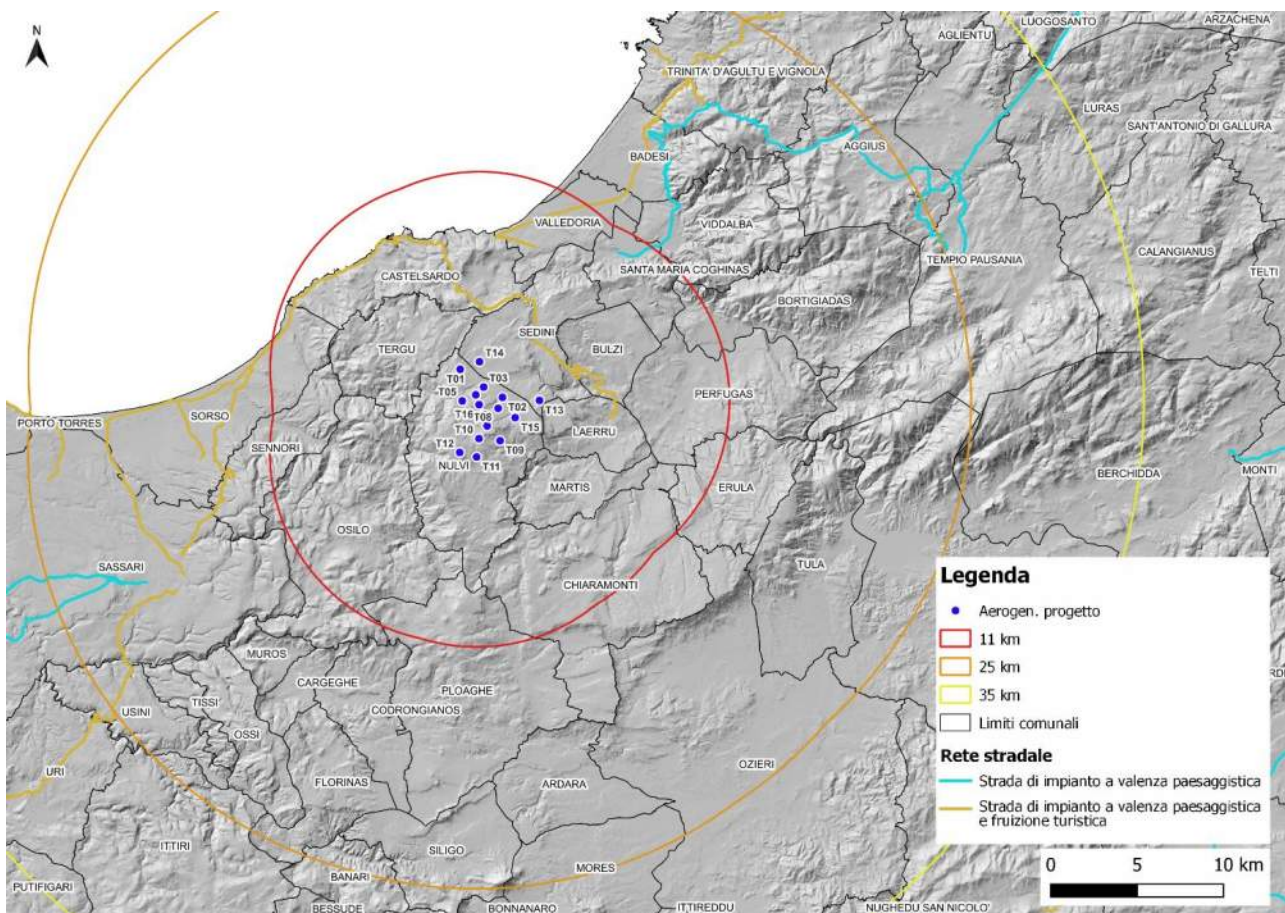 N
LUOGOSANTO
ARZACHENA
AGLIENTU
TRINITA' D'AGULTU E VIGNOLA
LURAS
SANT'ANTONIO DI GALLURA
AGGIUS
BADESI
VALLEDORIA
VIDDALBA
CALANGIANUS
TEMPIO PAUSANIA
SANTA MARIA COGHINAS
TELTI
CASTELSARDO
BORTIGIADAS
SEDINI
TERGU
BULZI
T14
T01
T03
T05
PERFUGAS
T02
T13
T16
T08
SORSO
PORTO TORRES
T15
LAERRU
T10
T12
T09
SENNORI
NULVI
T11
BERCHIDDA
MONTI
MARTIS
ERULA
OSILO
SASSARI
CHIARAMONTI
TULA
MUROS
CARGEGHE
PLOAGHE
TISSI
CODRONGIANOS
USINI
OSSI
URI
FLORINAS
ARDARA
OZIERI
ITTIRI
SILIGO
MORES
BANARI
PUTIFIGARI
BESSUDE
BONNANARO
ITTIREDDU
NUGHEDU SAN NICOLO'
Legenda
Aerogen. progetto
11 km
25 km
35 km
Limiti comunali
Rete stradale
Strada di impianto a valenza paesaggistica
Strada di impianto a valenza paesaggistica
e fruizione turistica
0 5 10 km